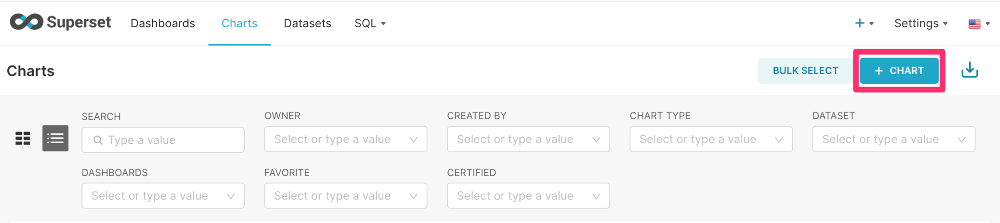 Superset Dashboards Charts Datasets SQL + Settings
Charts BULK SELECT + CHART
SEARCH OWNER CREATED BY CHART TYPE DATASET
Type a value Select or type a value Select or type a value Select or type a value Select or type a value
DASHBOARDS FAVORITE CERTIFIED
Select or type a value Select or type a value Select or type a value